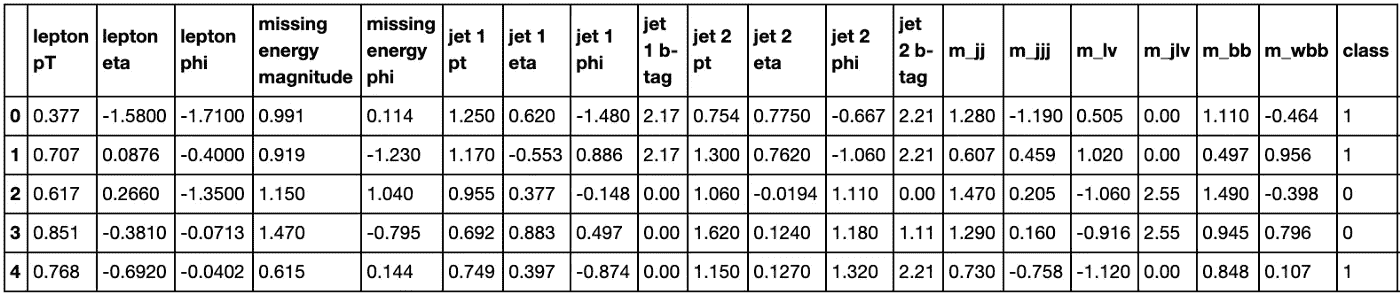 lepton pT lepton eta lepton phi missing energy magnitude missing energy phi jet 1 pt jet 1 eta jet 1 phi jet 1 b-tag jet 2 pt jet 2 eta jet 2 phi jet 2 b-tag m_jj m_jjj m_lv m_jlv m_bb m_wbb class
0 0.377 -1.5800 -1.7100 0.991 0.114 1.250 0.620 -1.480 2.17 0.754 0.7750 -0.667 2.21 1.280 -1.190 0.505 0.00 1.110 -0.464 1
1 0.707 0.0876 -0.4000 0.919 -1.230 1.170 -0.553 0.886 2.17 1.300 0.7620 -1.060 2.21 0.607 0.459 1.020 0.00 0.497 0.956 1
2 0.617 0.2660 -1.3500 1.150 1.040 0.955 0.377 -0.148 0.00 1.060 -0.0194 1.110 0.00 1.470 0.205 -1.060 2.55 1.490 -0.398 0
3 0.851 -0.3810 -0.0713 1.470 -0.795 0.692 0.883 0.497 0.00 1.620 0.1240 1.180 1.11 1.290 0.160 -0.916 2.55 0.945 0.796 0
4 0.768 -0.6920 -0.0402 0.615 0.144 0.749 0.397 -0.874 0.00 1.150 0.1270 1.320 2.21 0.730 -0.758 -1.120 0.00 0.848 0.107 1